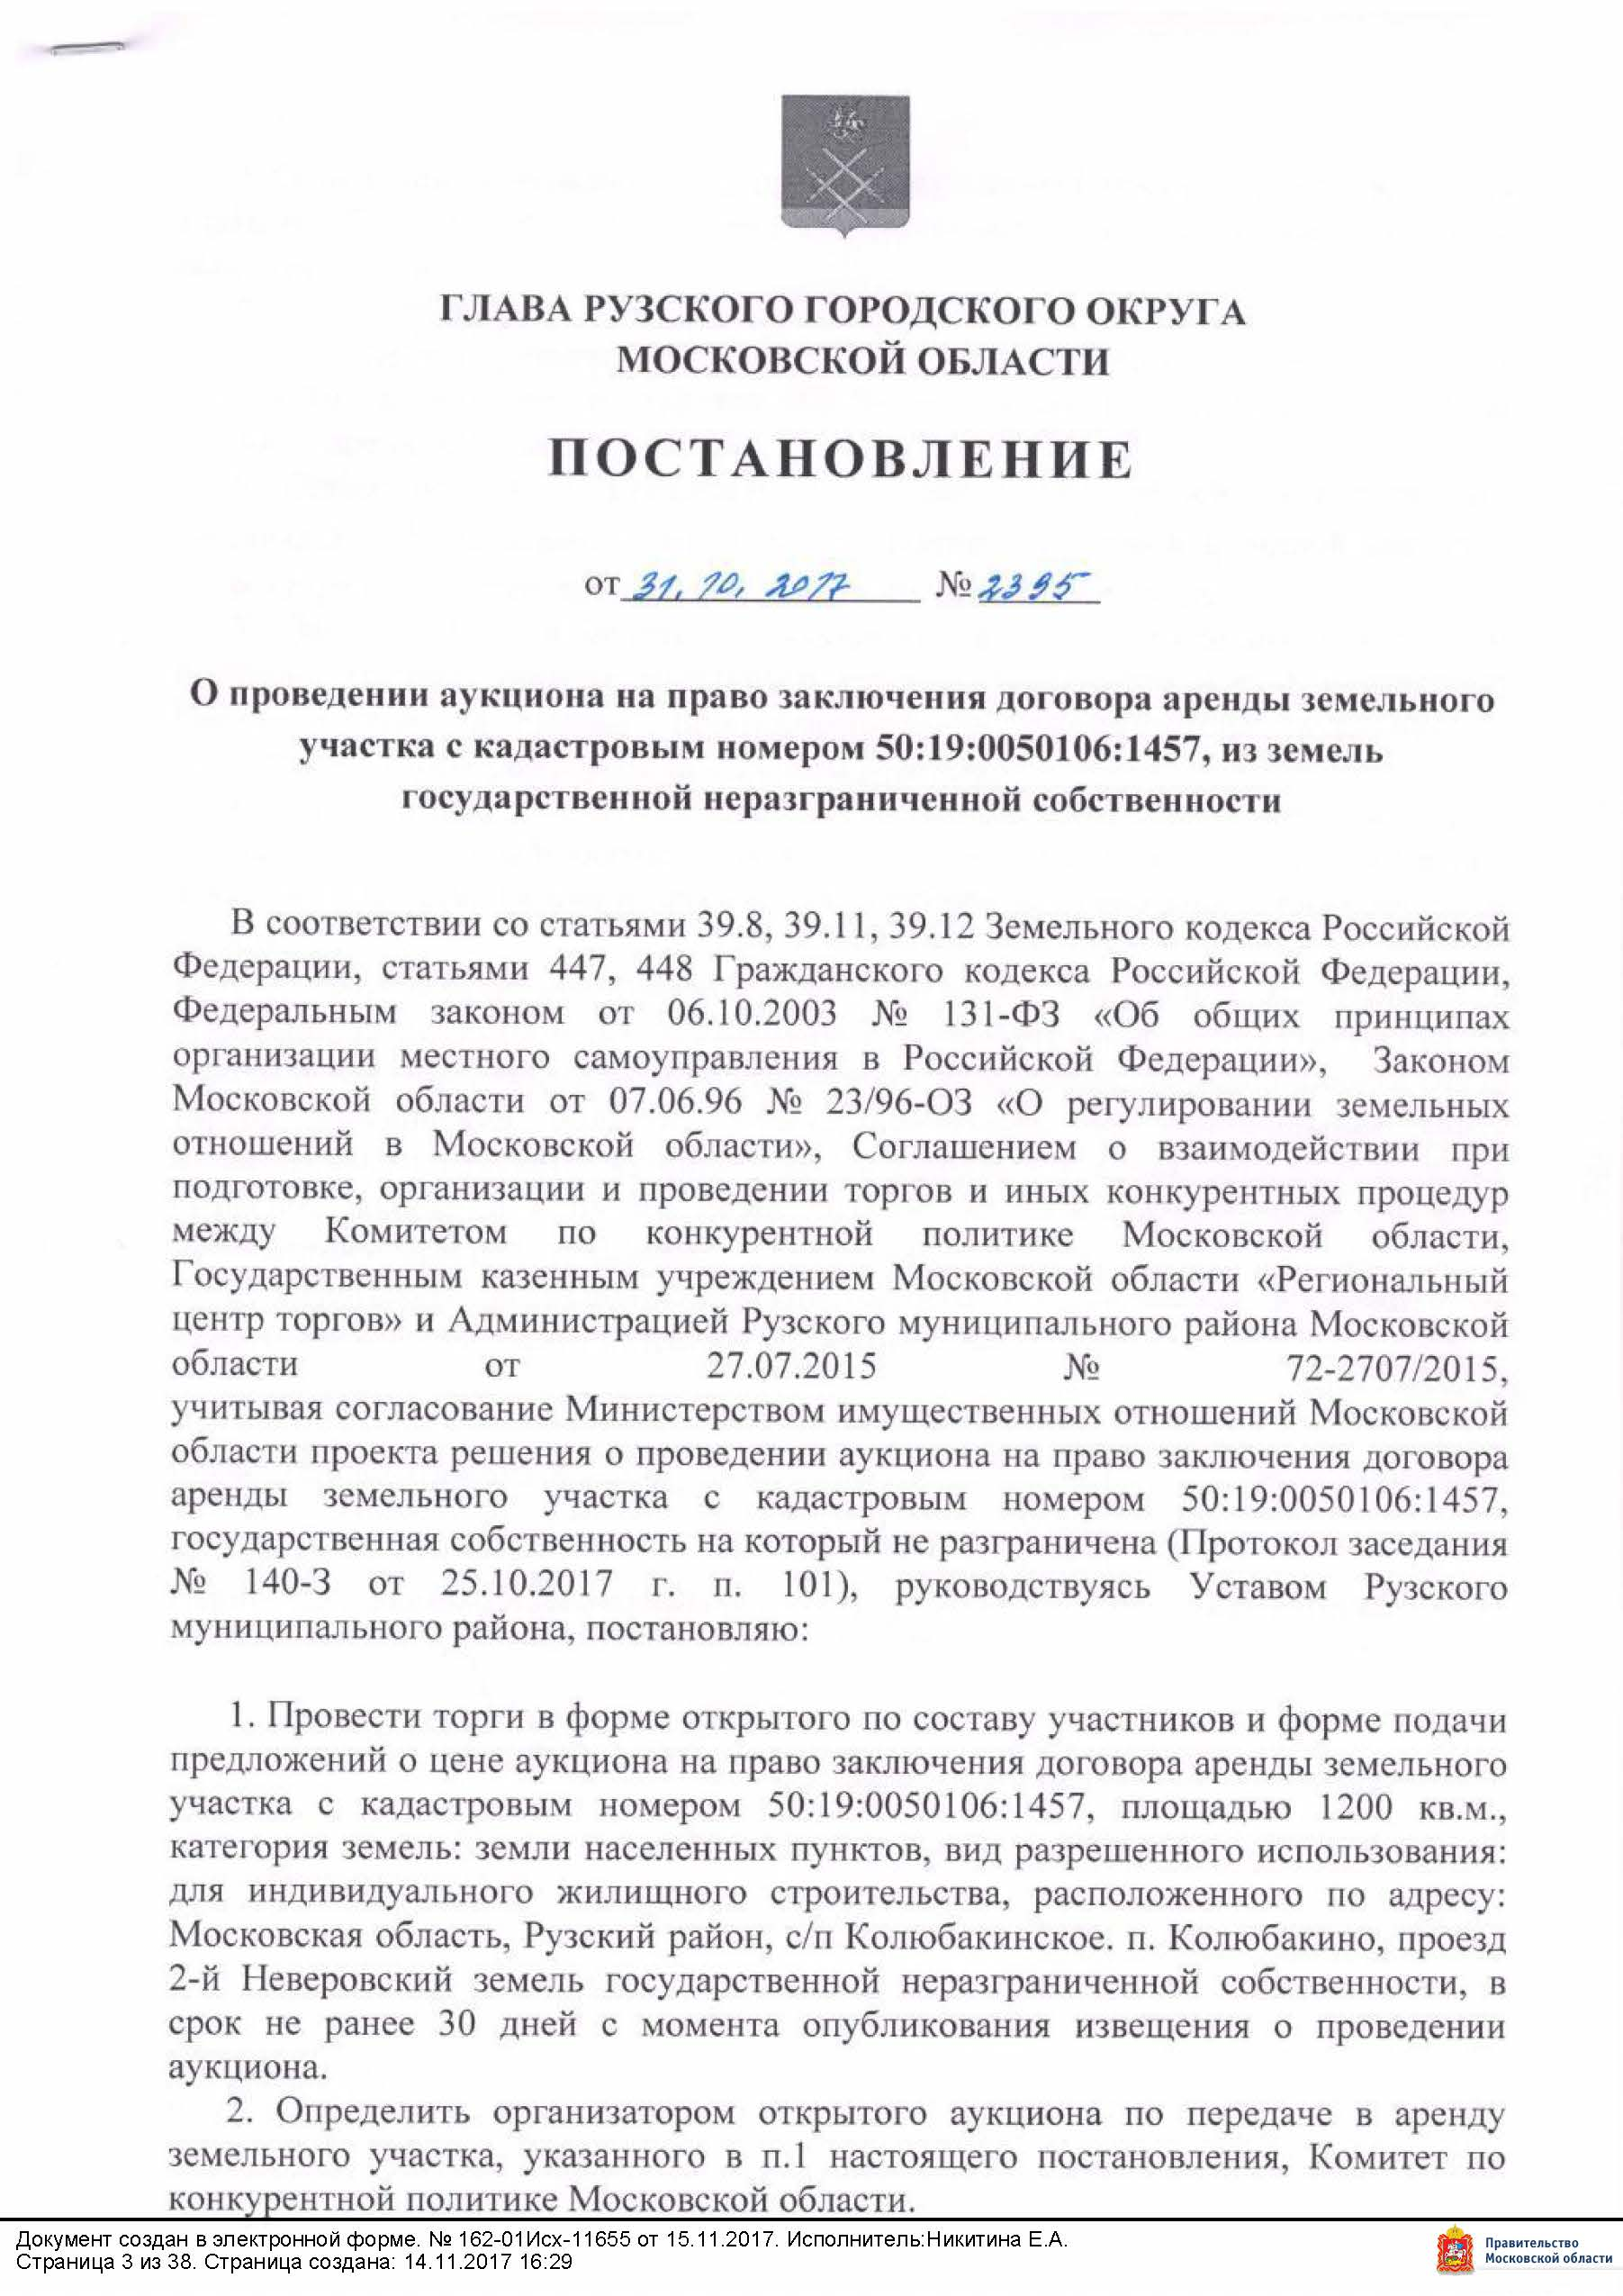 ГЛАВА РУЗСКОГО ГОРОДСКОГО ОКРУГА
МОСКОВСКОЙ ОБЛАСТИ
ПОСТАНОВЛЕНИЕ
от 31.10.2017 № 2395
О проведении аукциона на право заключения договора аренды земельного
участка с кадастровым номером 50:19:0050106:1457, из земель
государственной неразграниченной собственности
В соответствии со статьями 39.8, 39.11, 39.12 Земельного кодекса Российской
Федерации, статьями 447, 448 Гражданского кодекса Российской Федерации,
Федеральным законом от 06.10.2003 № 131-ФЗ «Об общих принципах
организации местного самоуправления в Российской Федерации», Законом
Московской области от 07.06.96 № 23/96-ОЗ «О регулировании земельных
отношений в Московской области», Соглашением о взаимодействии при
подготовке, организации и проведении торгов и иных конкурентных процедур
между Комитетом по конкурентной политике Московской области,
Государственным казенным учреждением Московской области «Региональный
центр торгов» и Администрацией Рузского муниципального района Московской
области от 27.07.2015 № 72-2707/2015,
учитывая согласование Министерством имущественных отношений Московской
области проекта решения о проведении аукциона на право заключения договора
аренды земельного участка с кадастровым номером 50:19:0050106:1457,
государственная собственность на который не разграничена (Протокол заседания
№ 140-З от 25.10.2017 г. п. 101), руководствуясь Уставом Рузского
муниципального района, постановляю:
1. Провести торги в форме открытого по составу участников и форме подачи
предложений о цене аукциона на право заключения договора аренды земельного
участка с кадастровым номером 50:19:0050106:1457, площадью 1200 кв.м.,
категория земель: земли населенных пунктов, вид разрешенного использования:
для индивидуального жилищного строительства, расположенного по адресу:
Московская область, Рузский район, с/п Колюбакинское. п. Колюбакино, проезд
2-й Неверовский земель государственной неразграниченной собственности, в
срок не ранее 30 дней с момента опубликования извещения о проведении
аукциона.
2. Определить организатором открытого аукциона по передаче в аренду
земельного участка, указанного в п.1 настоящего постановления, Комитет по
конкурентной политике Московской области.
Документ создан в электронной форме. № 162-01Исх-11655 от 15.11.2017. Исполнитель:Никитина Е.А.
Страница 3 из 38. Страница создана: 14.11.2017 16:29
Правительство
Московской области